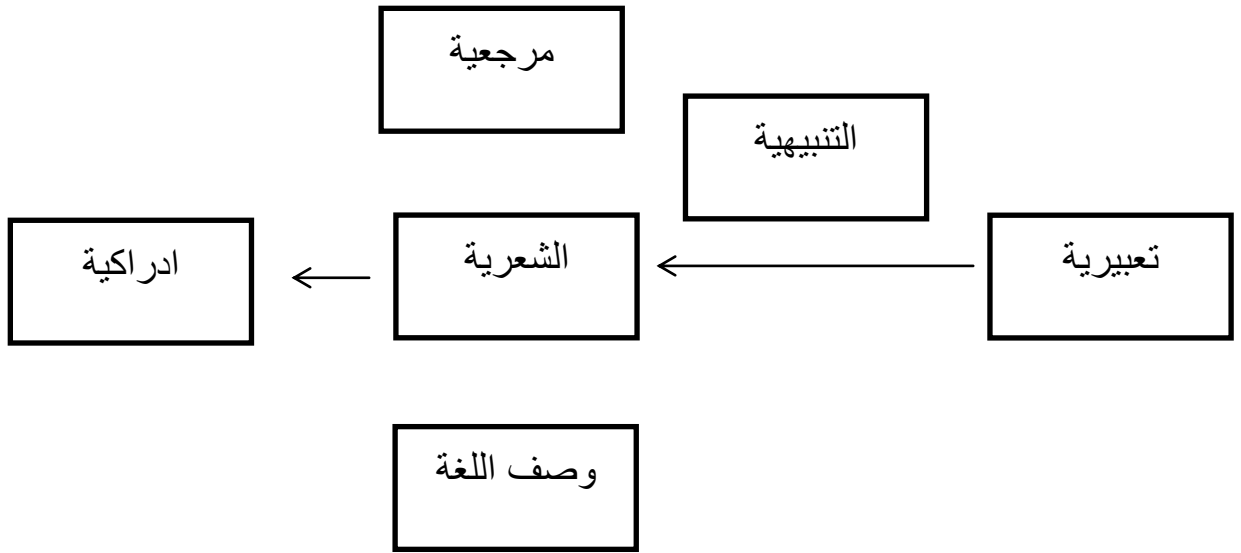 مرجعية
التنبيهية
تعبيرية
الشعرية
ادراكية
وصف اللغة